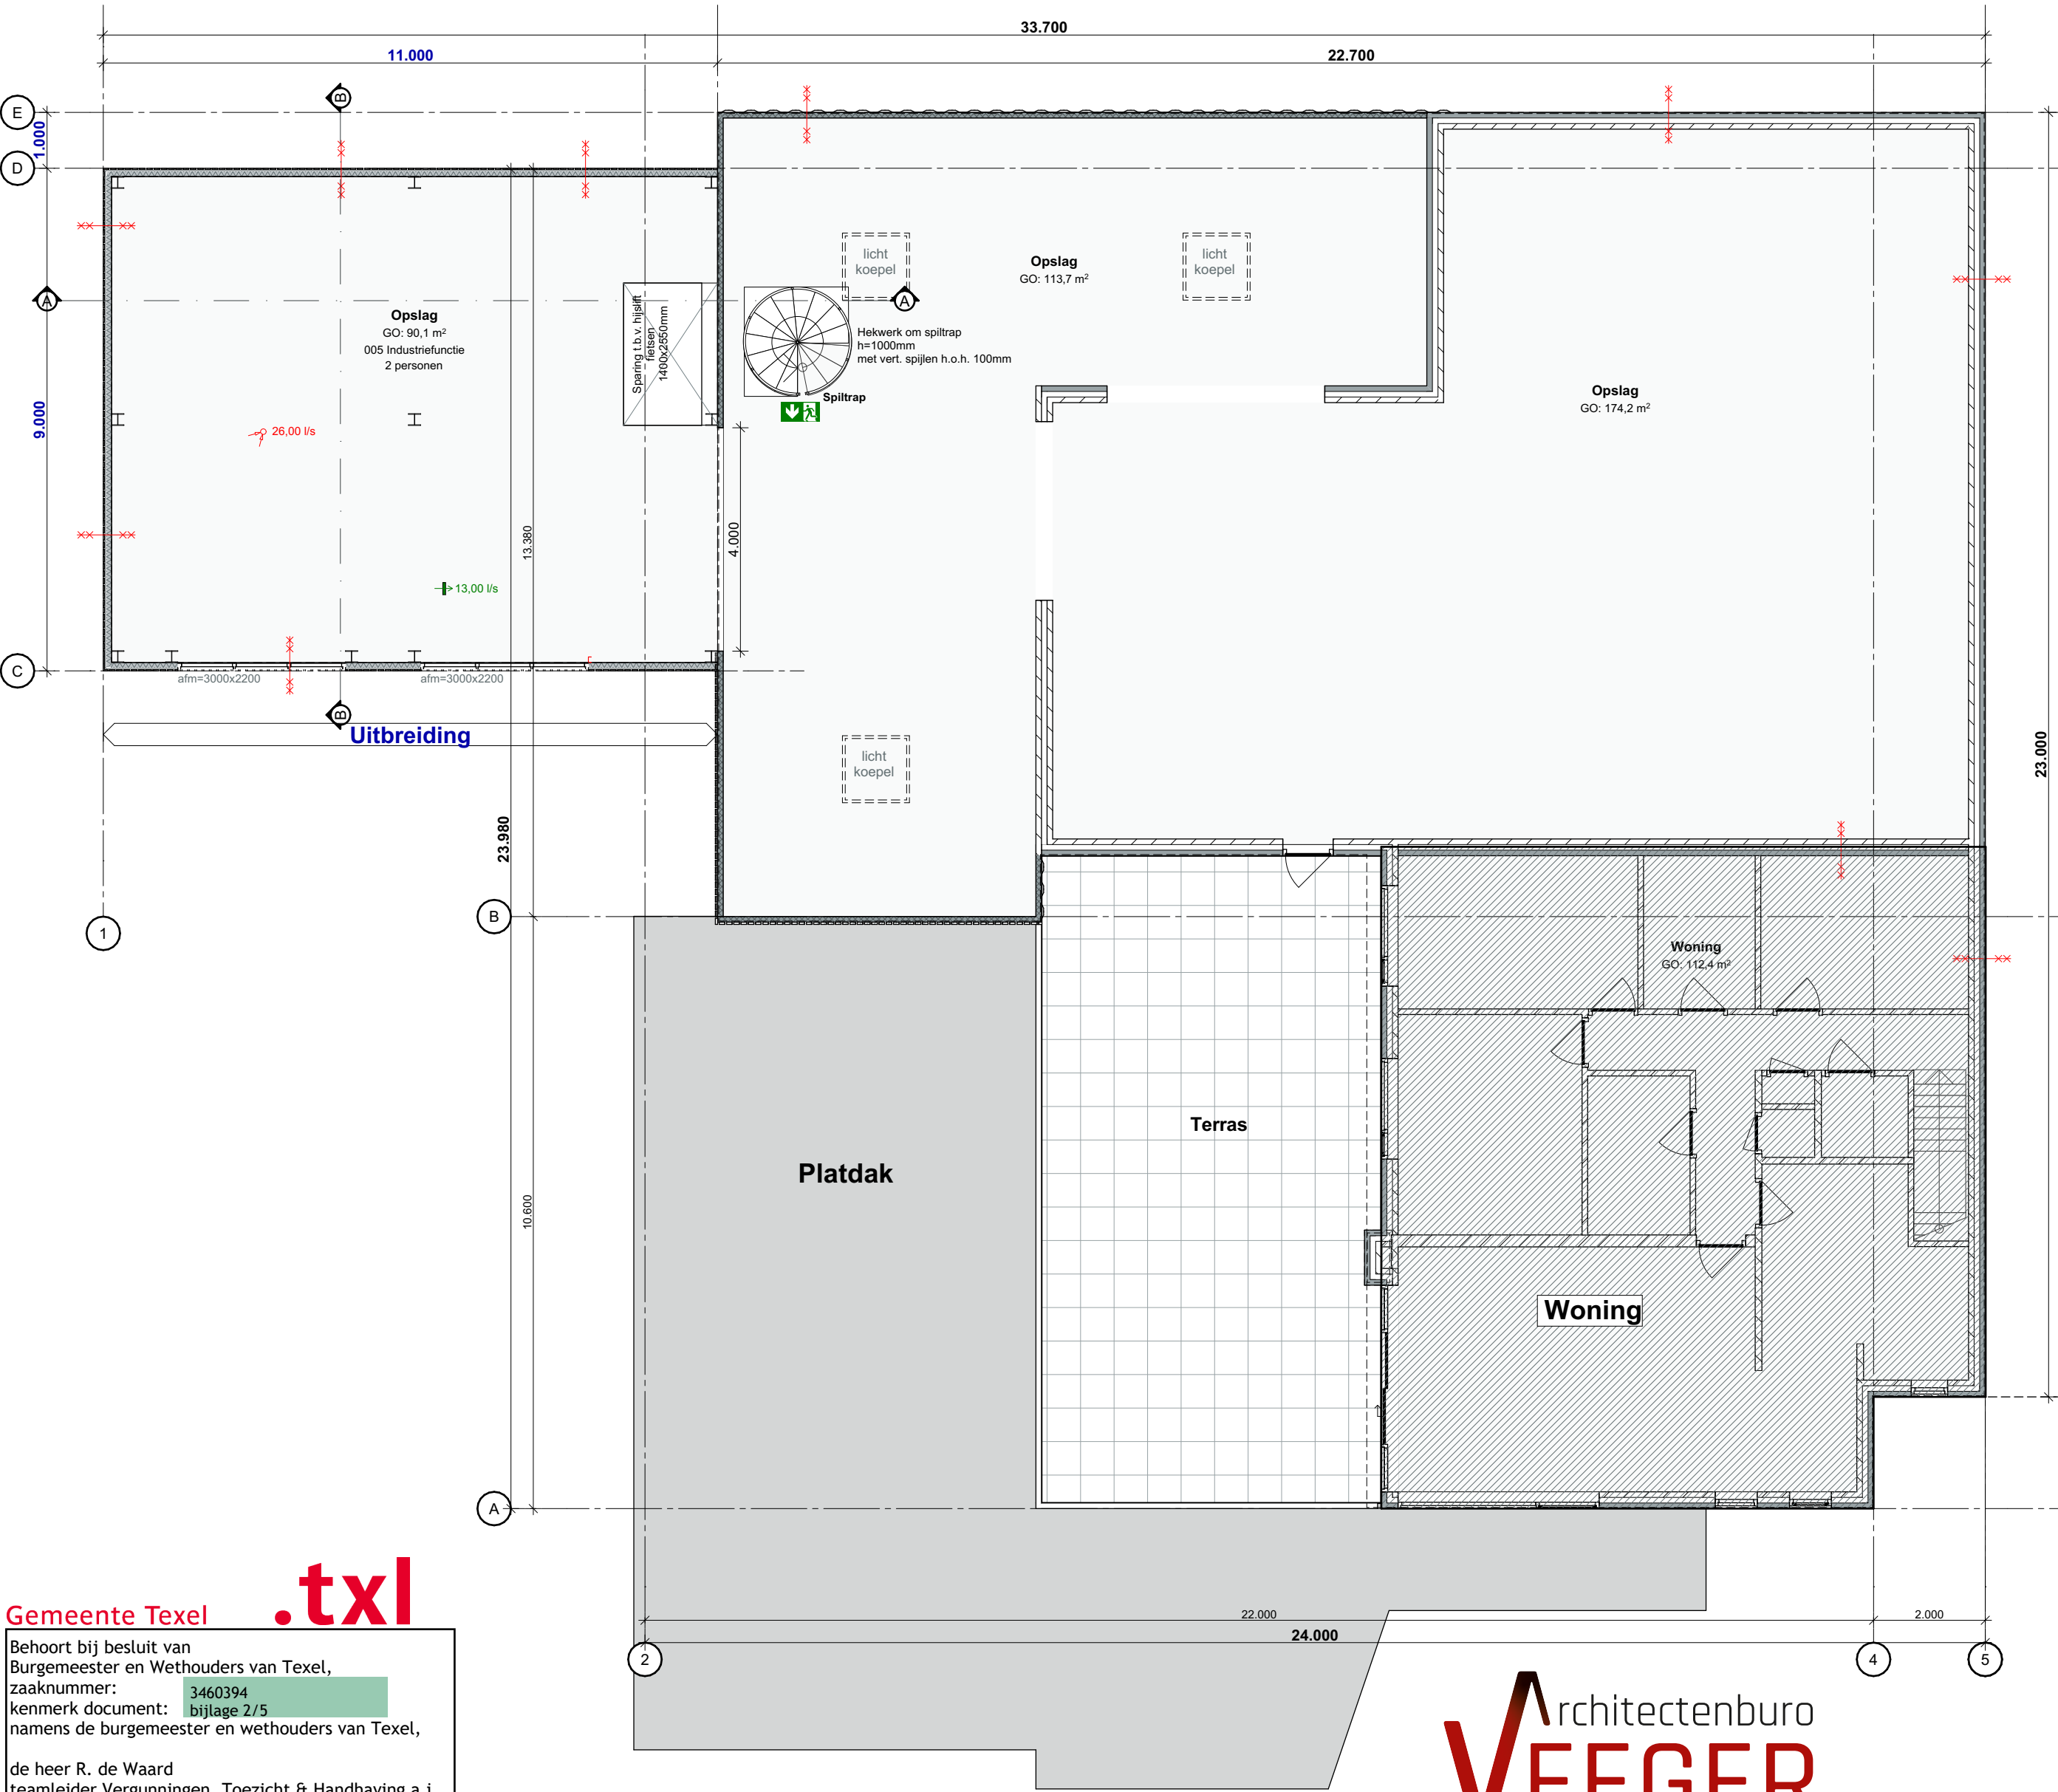 33.700
11.000
22.700
E
1.000
D
B
licht
koepel
Opslag
GO: 113,7 m²
licht
koepel
A
A
Opslag
GO: 90,1 m²
005 Industriefunctie
2 personen
Sparing t.b.v. hijslift
fietsen
1400x2550mm
Hekwerk om spiltrap
h=1000mm
met vert. spijlen h.o.h. 100mm
Spiltrap
Opslag
GO: 174,2 m²
9.000
26,00 l/s
13.380
4.000
13,00 l/s
C
afm=3000x2200
afm=3000x2200
B
Uitbreiding
licht
koepel
23.000
23.980
B
1
Woning
GO: 112,4 m²
Terras
Platdak
10.600
Woning
A
22.000
2.000
24.000
2
4
5
.txl
Gemeente Texel
Behoort bij besluit van
Burgemeester en Wethouders van Texel,
zaaknummer: 3460394
kenmerk document: bijlage 2/5
namens de burgemeester en wethouders van Texel,
de heer R. de Waard
teamleider Vergunningen, Toezicht & Handhaving a.i.
Architectenburo
VEEGER